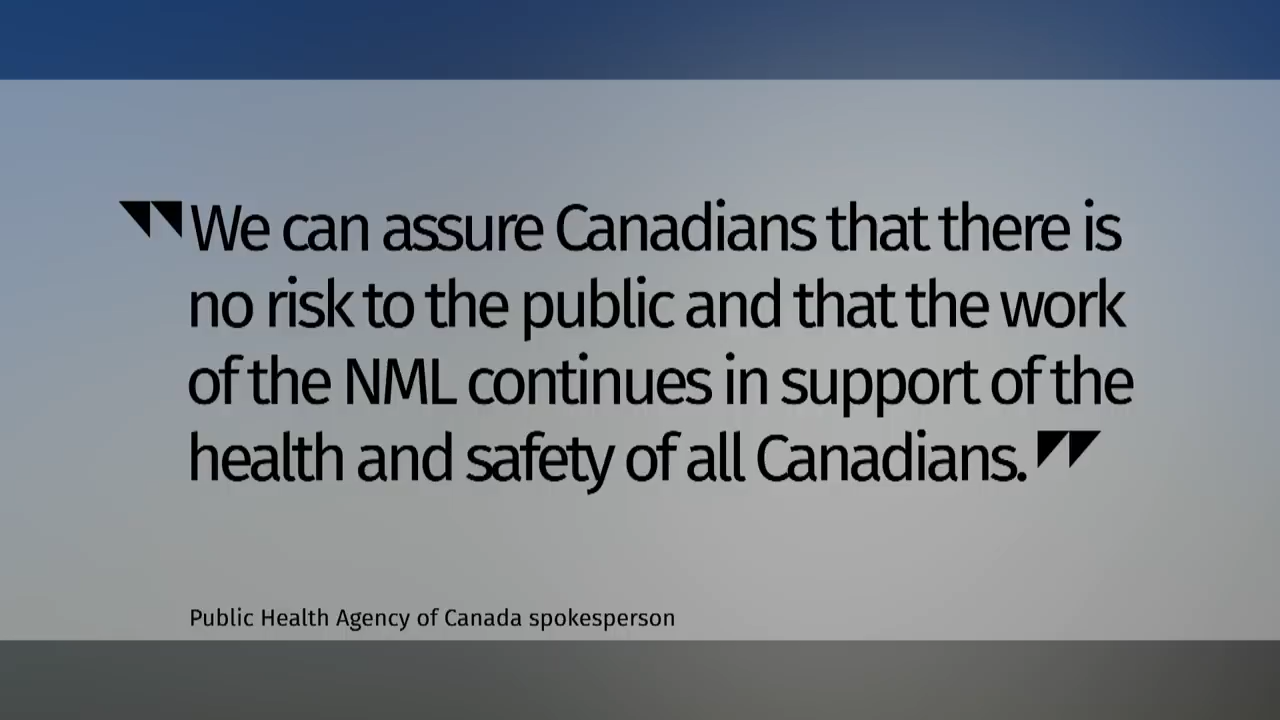 "We can assure Canadians that there is
no risk to the public and that the work
of the NML continues in support of the
health and safety of all Canadians."
Public Health Agency of Canada spokesperson